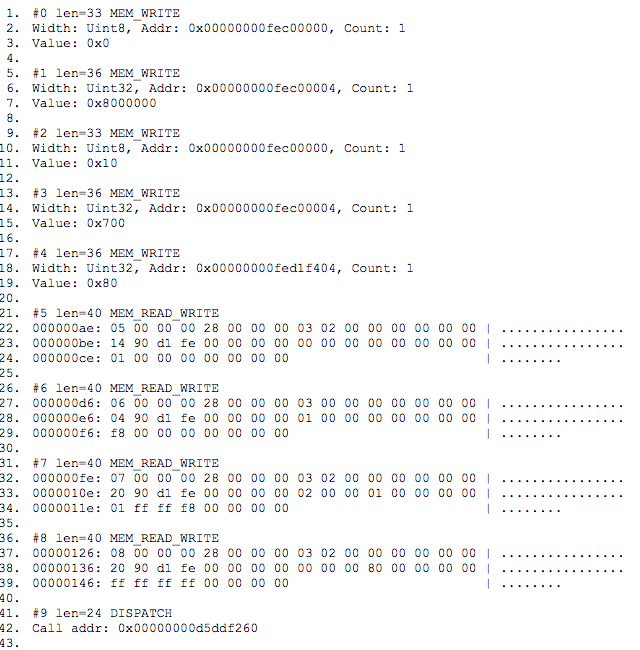 1. #0 len=33 MEM_WRITE
2. Width: Uint8, Addr: 0x00000000fec00000, Count: 1
3. Value: 0x0
4.
5. #1 len=36 MEM_WRITE
6. Width: Uint32, Addr: 0x00000000fec00004, Count: 1
7. Value: 0x8000000
8.
9. #2 len=33 MEM_WRITE
10. Width: Uint8, Addr: 0x00000000fec00000, Count: 1
11. Value: 0x10
12.
13. #3 len=36 MEM_WRITE
14. Width: Uint32, Addr: 0x00000000fec00004, Count: 1
15. Value: 0x700
16.
17. #4 len=36 MEM_WRITE
18. Width: Uint32, Addr: 0x00000000fed1f404, Count: 1
19. Value: 0x80
20.
21. #5 len=40 MEM_READ_WRITE
22. 000000ae: 05 00 00 00 28 00 00 00 03 02 00 00 00 00 00 00 | ................
23. 000000be: 14 90 d1 fe 00 00 00 00 00 00 00 00 00 00 00 00 | ................
24. 000000ce: 01 00 00 00 00 00 00 00 | ........
25.
26. #6 len=40 MEM_READ_WRITE
27. 000000d6: 06 00 00 00 28 00 00 00 03 00 00 00 00 00 00 00 | ................
28. 000000e6: 04 90 d1 fe 00 00 00 00 01 00 00 00 00 00 00 00 | ................
29. 000000f6: f8 00 00 00 00 00 00 00 | ........
30.
31. #7 len=40 MEM_READ_WRITE
32. 000000fe: 07 00 00 00 28 00 00 00 03 02 00 00 00 00 00 00 | ................
33. 0000010e: 20 90 d1 fe 00 00 00 00 02 00 00 01 00 00 00 00 | ................
34. 0000011e: 01 ff ff f8 00 00 00 00 | ........
35.
36. #8 len=40 MEM_READ_WRITE
37. 00000126: 08 00 00 00 28 00 00 00 03 02 00 00 00 00 00 00 | ................
38. 00000136: 20 90 d1 fe 00 00 00 00 00 00 00 80 00 00 00 00 | ................
39. 00000146: ff ff ff ff 00 00 00 00 | ........
40.
41. #9 len=24 DISPATCH
42. Call addr: 0x00000000d5ddf260
43.